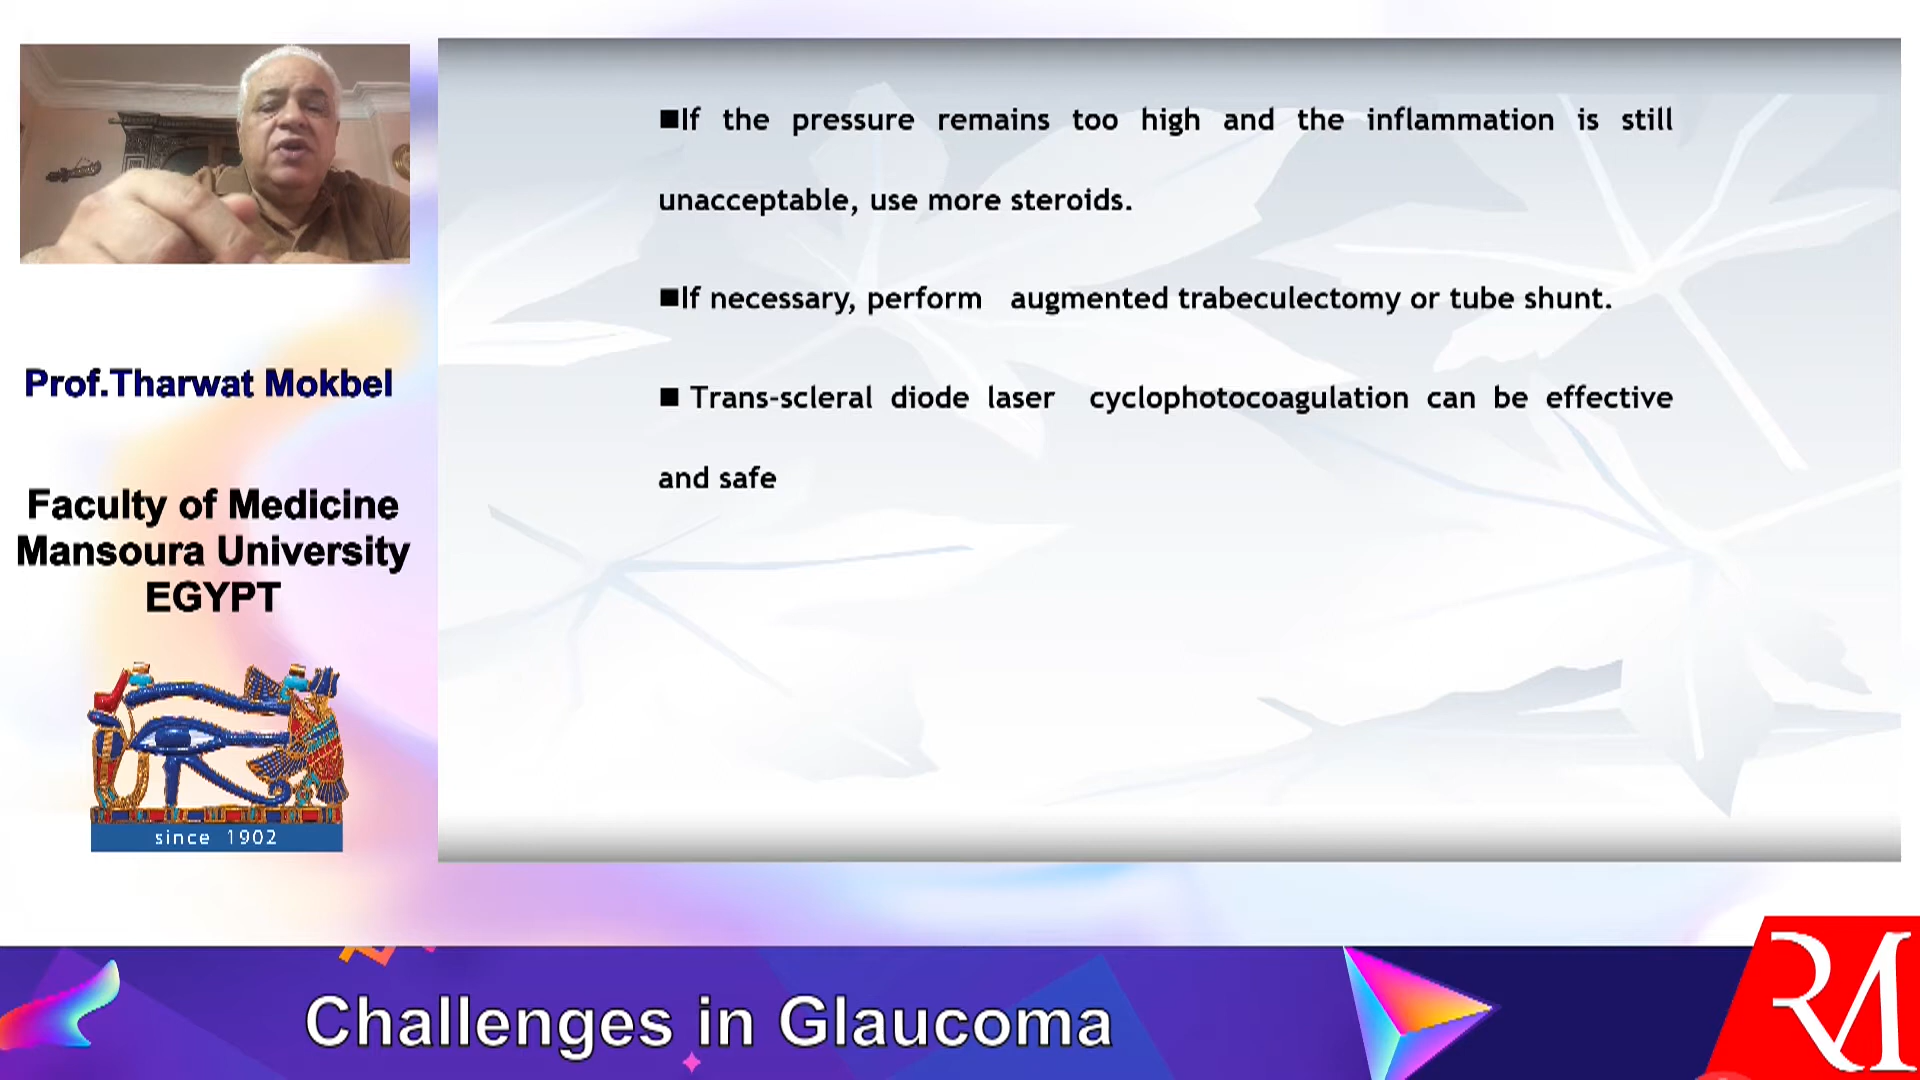 ■If the pressure remains too high and the inflammation is still
unacceptable, use more steroids.
■If necessary, perform augmented trabeculectomy or tube shunt.
■ Trans-scleral diode laser cyclophotocoagulation can be effective
and safe
Prof.Tharwat Mokbel
Faculty of Medicine
Mansoura University
EGYPT
since 1902
Challenges in Glaucoma
RM